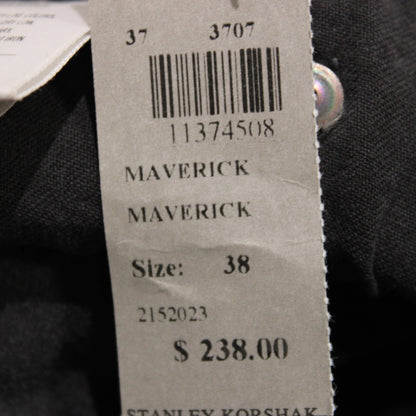 37 3707
11374508
MAVERICK
MAVERICK
Size: 38
2152023
$ 238.00
STANLEY KORSHAK